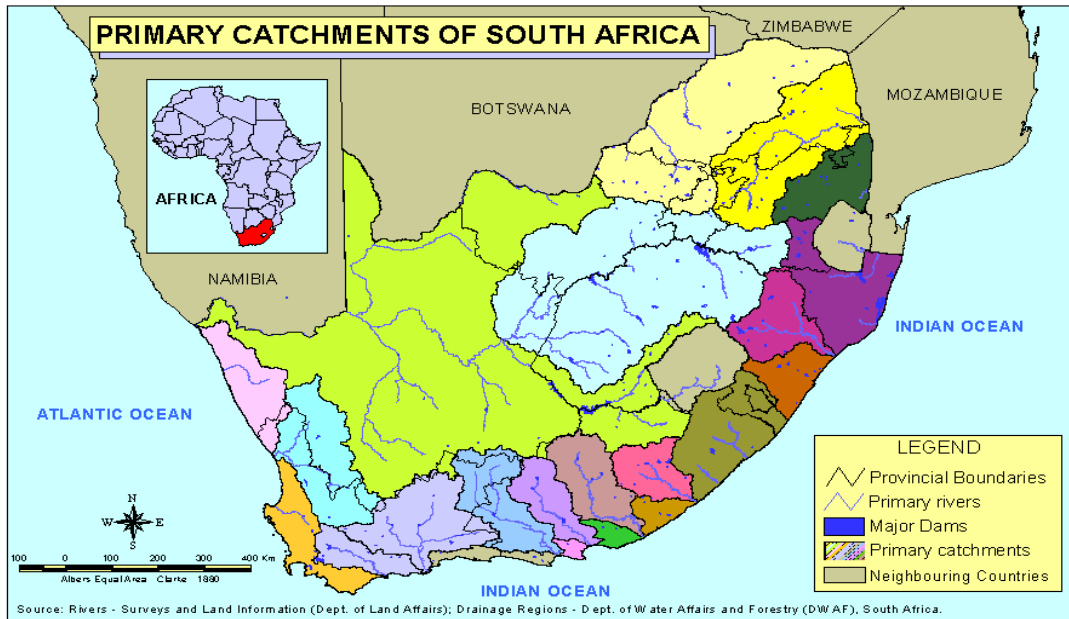 PRIMARY CATCHMENTS OF SOUTH AFRICA
ZIMBABWE
MOZAMBIQUE
BOTSWANA
AFRICA
NAMIBIA
INDIAN OCEAN
ATLANTIC OCEAN
LEGEND
Provincial Boundaries
Primary rivers
Major Dams
Primary catchments
Neighbouring Countries
N
W E
S
100 0 100 200 300 400 Km
Albers Equal Area Clarke 1880
INDIAN OCEAN
Source: Rivers - Surveys and Land Information (Dept. of Land Affairs); Drainage Regions - Dept. of Water Affairs and Forestry (DWAF), South Africa.